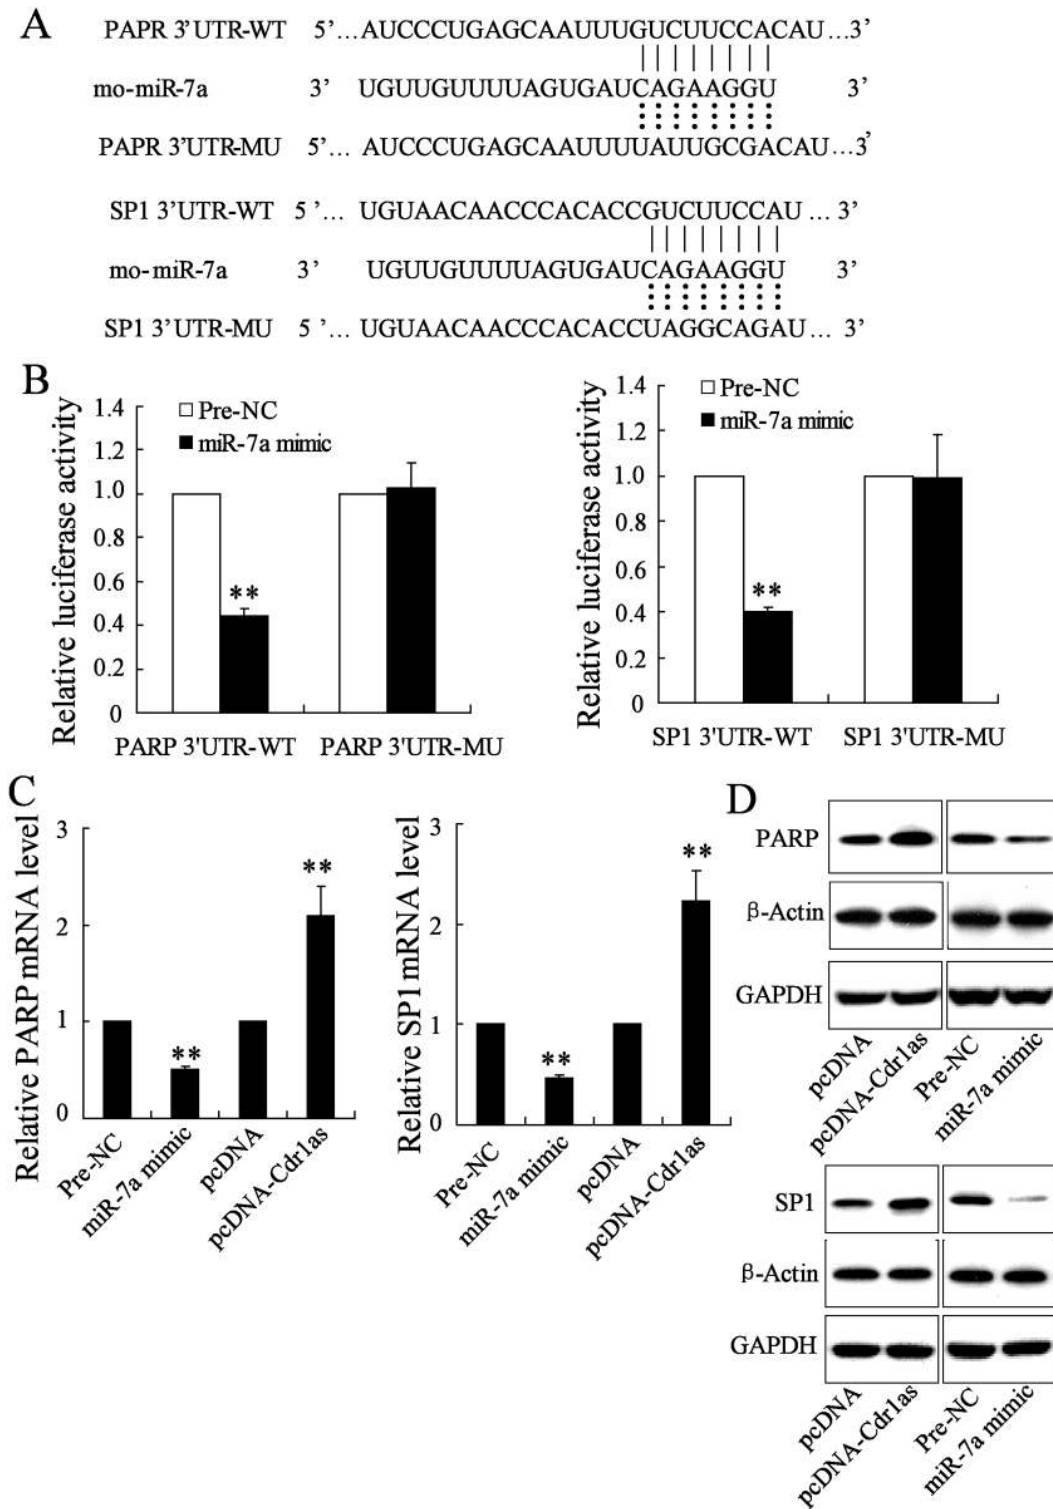 A
PAPR 3'UTR-WT 5'...AUCCCUGAGCAAUUUGUCUUCCACAU...3'
mo-miR-7a 3' UGUUGUUUUAGUGAUCAGAAGGU 3'
PAPR 3'UTR-MU 5'... AUCCCUGAGCAAUUUUAUUGCGACAU...3'
SP1 3'UTR-WT 5 '... UGUAACAACCCACACCGUCUUCCAU ... 3'
mo-miR-7a 3' UGUUGUUUUAGUGAUCAGAAGGU 3'
SP1 3'UTR-MU 5 '... UGUAACAACCCACACCUAGGCAGAU... 3'
B
Relative luciferase activity
1.4
1.2
1.0
0.8
0.6
0.4
0.2
0
Pre-NC
miR-7a mimic
**
PARP 3'UTR-WT PARP 3'UTR-MU
Relative luciferase activity
1.4
1.2
1.0
0.8
0.6
0.4
0.2
0
Pre-NC
miR-7a mimic
**
SP1 3'UTR-WT SP1 3'UTR-MU
C
Relative PARP mRNA level
3
2
1
0
**
**
Pre-NC
miR-7a mimic
pcDNA
pcDNA-Cdr1as
Relative SP1 mRNA level
3
2
1
0
**
**
Pre-NC
miR-7a mimic
pcDNA
pcDNA-Cdr1as
D
PARP
β-Actin
GAPDH
pcDNA
pcDNA-Cdr1as
Pre-NC
miR-7a mimic
SP1
β-Actin
GAPDH
pcDNA
pcDNA-Cdr1as
Pre-NC
miR-7a mimic